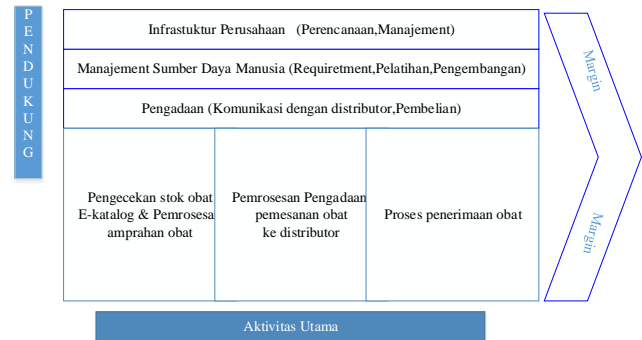 PENDUKUNG
Infrastuktur Perusahaan (Perencanaan,Manajement)
Manajement Sumber Daya Manusia (Requiretment,Pelatihan,Pengembangan)
Pengadaan (Komunikasi dengan distributor,Pembelian)
Pengecekan stok obat
E-katalog & Pemrosesa
amprahan obat
Pemrosesan Pengadaan
pemesanan obat
ke distributor
Proses penerimaan obat
Margin
Margin
Aktivitas Utama